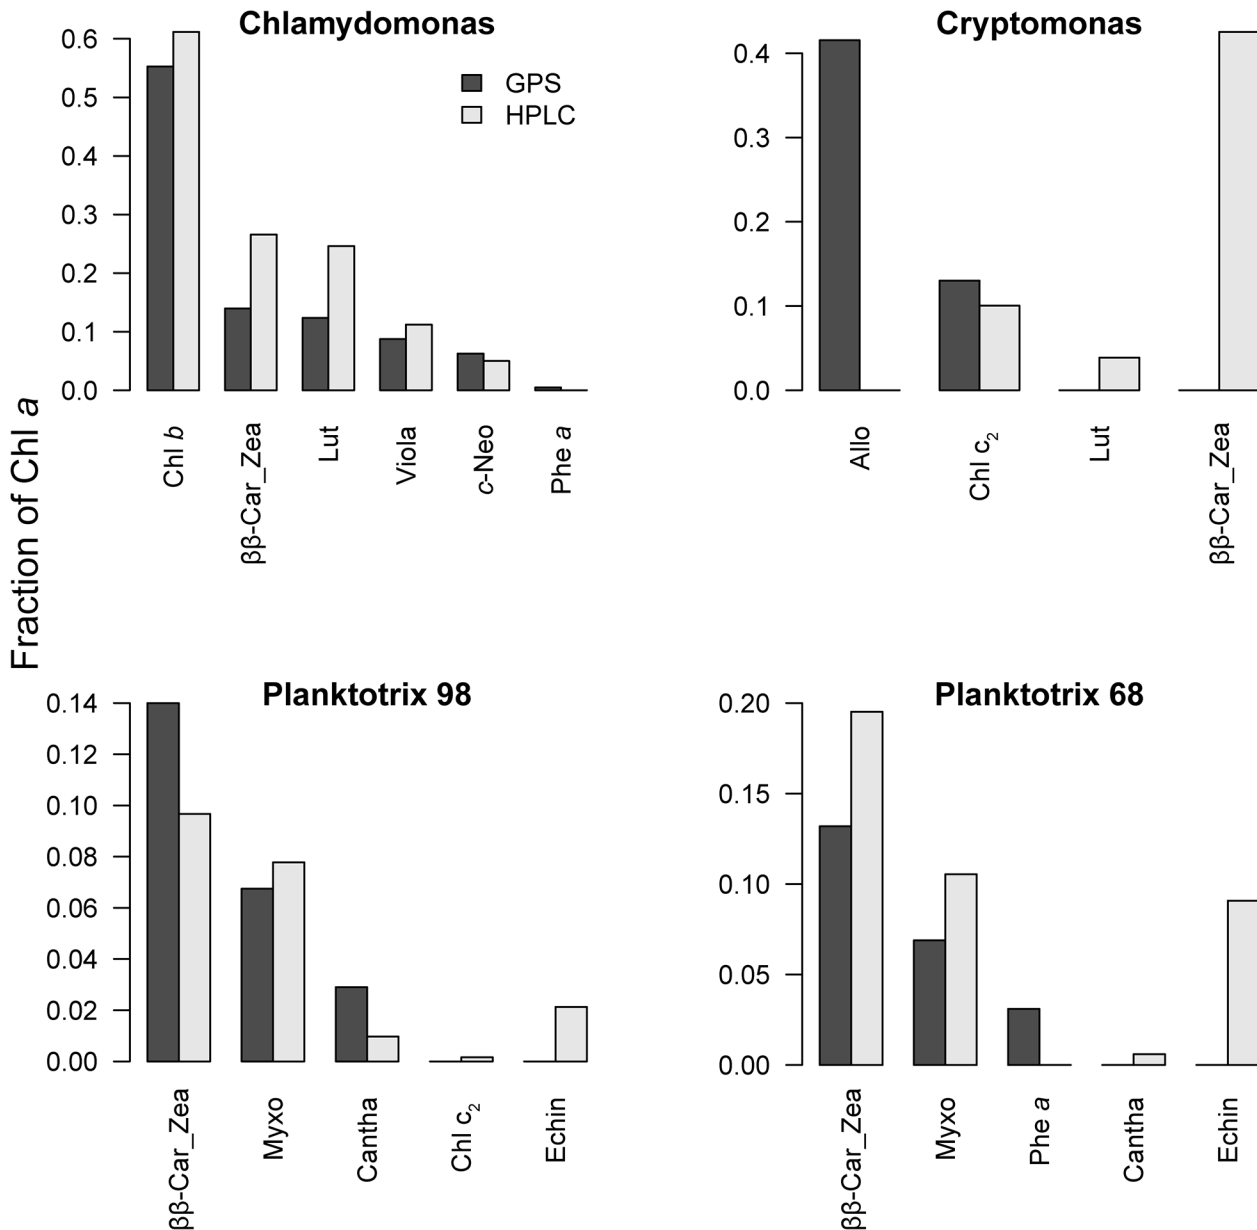 Chlamydomonas
GPS
HPLC
0.6
0.5
0.4
0.3
0.2
0.1
0.0
Chl b
ββ-Car_Zea
Lut
Viola
c-Neo
Phe a
Cryptomonas
0.4
0.3
0.2
0.1
0.0
Allo
Chl c₂
Lut
ββ-Car_Zea
Fraction of Chl a
Planktotrix 98
0.14
0.12
0.10
0.08
0.06
0.04
0.02
0.00
ββ-Car_Zea
Myxo
Cantha
Chl c₂
Echin
Planktotrix 68
0.20
0.15
0.10
0.05
0.00
ββ-Car_Zea
Myxo
Phe a
Cantha
Echin